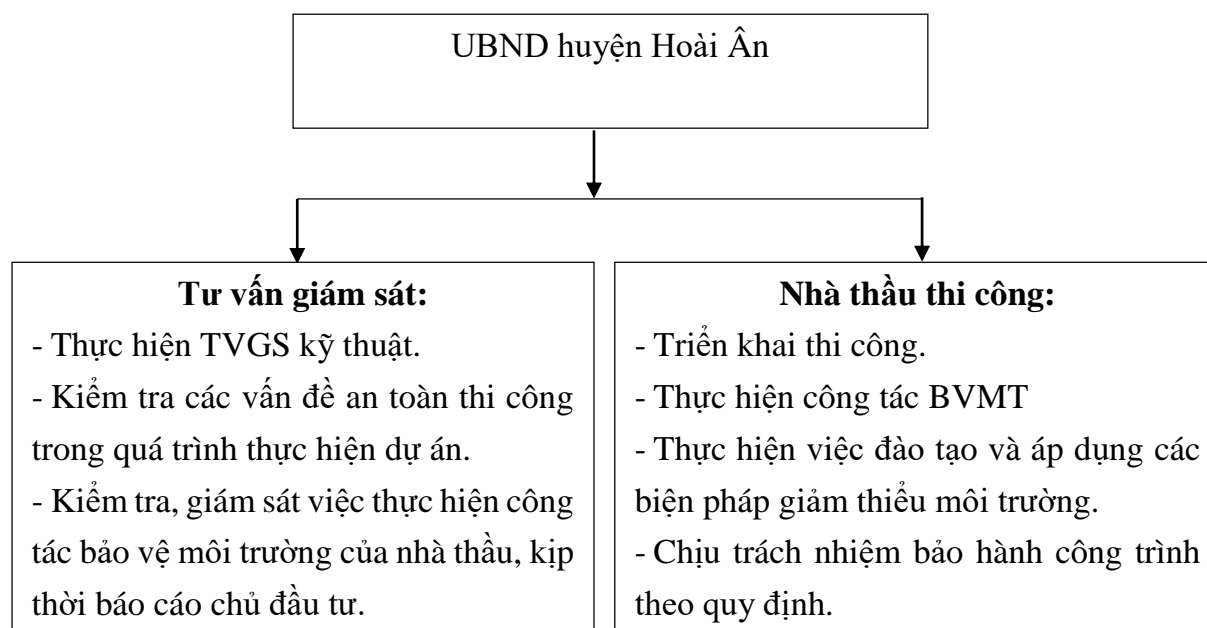 UBND huyện Hoài Ân
Tư vấn giám sát:
- Thực hiện TVGS kỹ thuật.
- Kiểm tra các vấn đề an toàn thi công
trong quá trình thực hiện dự án.
- Kiểm tra, giám sát việc thực hiện công
tác bảo vệ môi trường của nhà thầu, kịp
thời báo cáo chủ đầu tư.
Nhà thầu thi công:
- Triển khai thi công.
- Thực hiện công tác BVMT
- Thực hiện việc đào tạo và áp dụng các
biện pháp giảm thiểu môi trường.
- Chịu trách nhiệm bảo hành công trình
theo quy định.